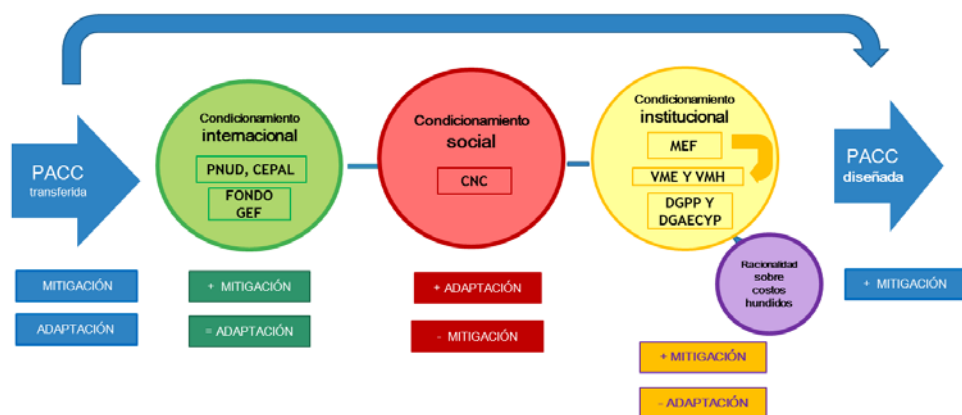 PACC
transferida
Condicionamiento
internacional
PNUD, CEPAL
FONDO
GEF
Condicionamiento
social
CNC
Condicionamiento
institucional
MEF
VME Y VMH
DGPP Y
DGAECYP
Racionalidad
sobre
costos
hundidos
PACC
diseñada
MITIGACIÓN
ADAPTACIÓN
+ MITIGACIÓN
= ADAPTACIÓN
+ ADAPTACIÓN
- MITIGACIÓN
+ MITIGACIÓN
- ADAPTACIÓN
+ MITIGACIÓN